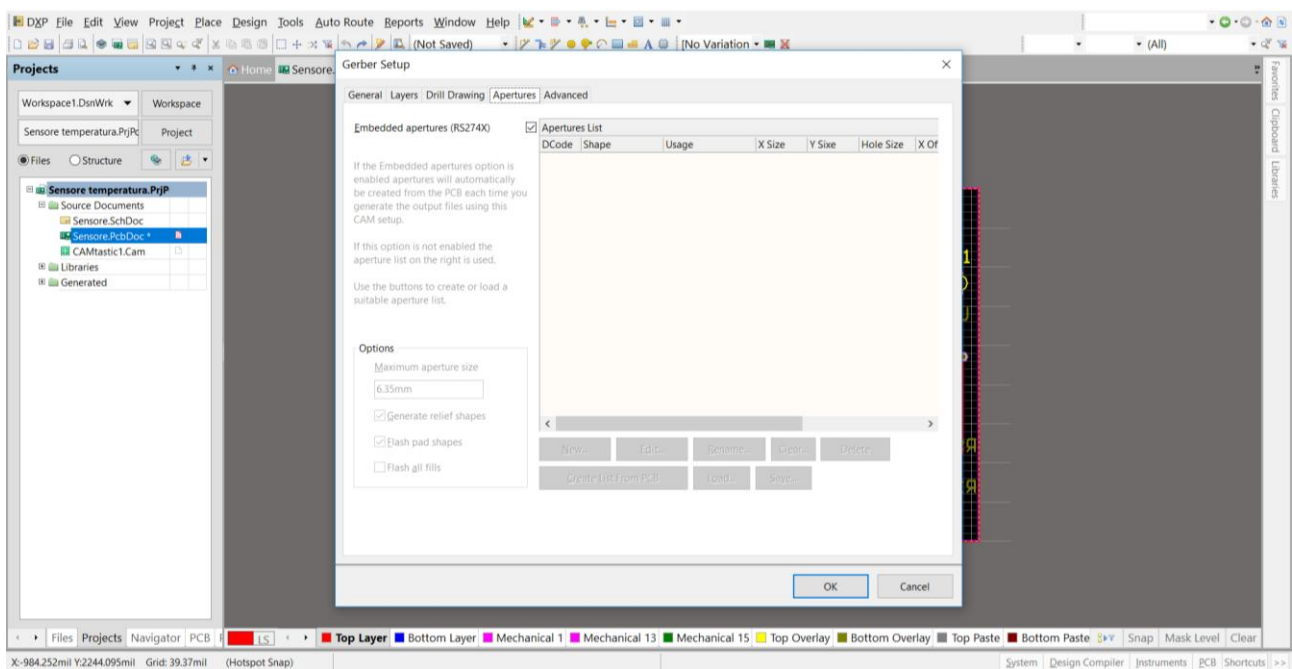 DXP File Edit View Project Place Design Tools Auto Route Reports Window Help
(Not Saved) [No Variation (All)
Projects
Home Sensore.
Gerber Setup
Workspace1.DsnWrk Workspace
Sensore temperatura.PrjPc Project
Files Structure
Sensore temperatura.PrjP
Source Documents
Sensore.SchDoc
Sensore.PcbDoc *
CAMtastic1.Cam
Libraries
Generated
General Layers Drill Drawing Apertures Advanced
Embedded apertures (RS274X)
If the Embedded apertures option is
enabled apertures will automatically
be created from the PCB each time you
generate the output files using this
CAM setup.
If this option is not enabled the
aperture list on the right is used.
Use the buttons to create or load a
suitable aperture list.
Options
Maximum aperture size
6.35mm
Generate relief shapes
Flash pad shapes
Flash all fills
Apertures List
DCode Shape Usage X Size Y Sixe Hole Size X Of
New... Edit... Rename... Clear... Delete
Create List From PCB Load... Save...
OK Cancel
Favorites
Clipboard
Libraries
Files Projects Navigator PCB LS Top Layer Bottom Layer Mechanical 1 Mechanical 13 Mechanical 15 Top Overlay Bottom Overlay Top Paste Bottom Paste Snap Mask Level Clear
X:-984.252mil Y:2244.095mil Grid: 39.37mil (Hotspot Snap) System Design Compiler Instruments PCB Shortcuts >>